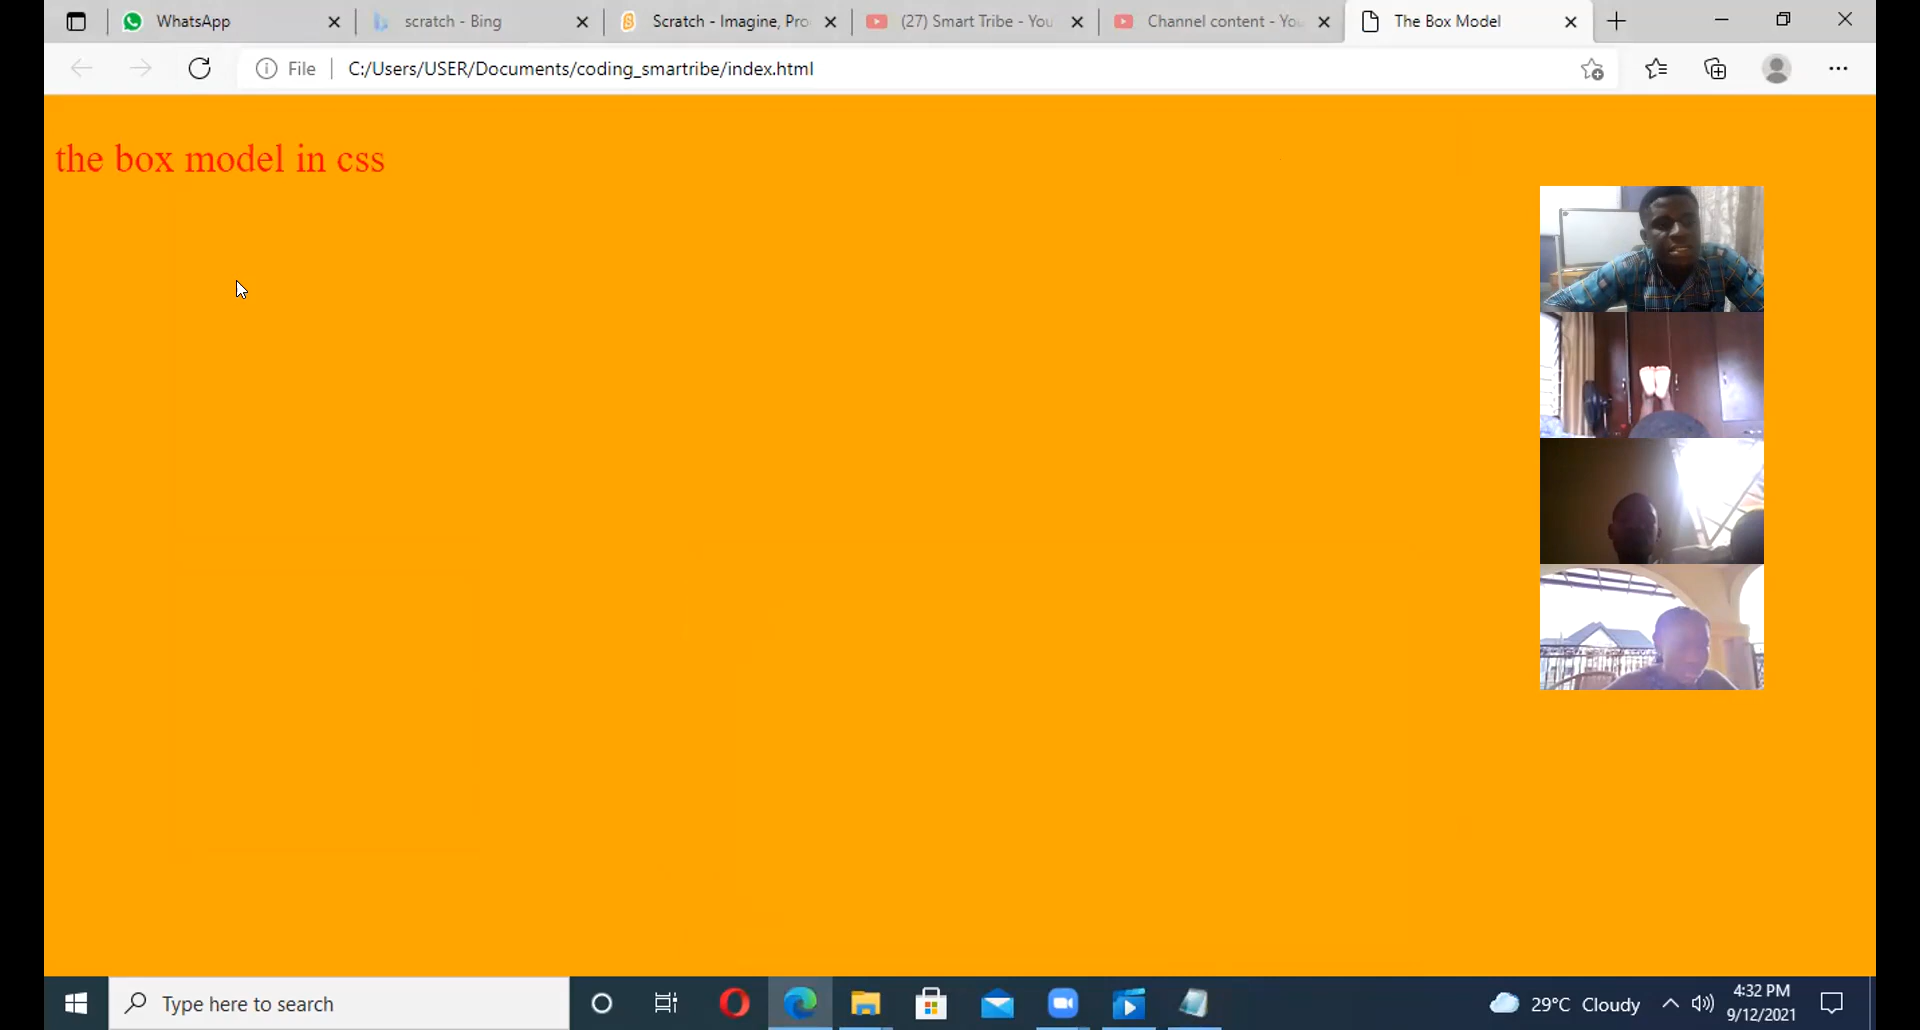 WhatsApp
scratch - Bing
Scratch - Imagine, Pro
(27) Smart Tribe - You
Channel content - You
The Box Model
File
C:/Users/USER/Documents/coding_smartribe/index.html
the box model in css
Type here to search
29°C Cloudy
4:32 PM
9/12/2021